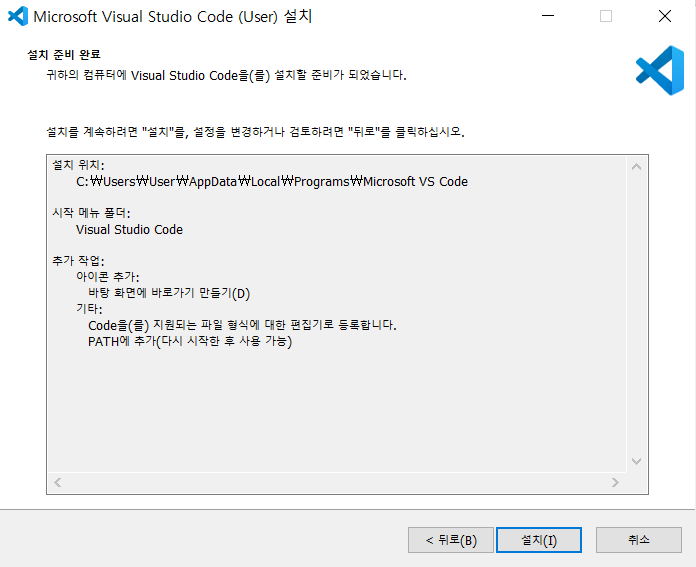 Microsoft Visual Studio Code (User) 설치
설치 준비 완료
귀하의 컴퓨터에 Visual Studio Code을(를) 설치할 준비가 되었습니다.
설치를 계속하려면 "설치"를, 설정을 변경하거나 검토하려면 "뒤로"를 클릭하십시오.
설치 위치:
C:₩Users₩User₩AppData₩Local₩Programs₩Microsoft VS Code
시작 메뉴 폴더:
Visual Studio Code
추가 작업:
아이콘 추가:
바탕 화면에 바로가기 만들기(D)
기타:
Code을(를) 지원되는 파일 형식에 대한 편집기로 등록합니다.
PATH에 추가(다시 시작한 후 사용 가능)
< 뒤로(B)
설치(I)
취소